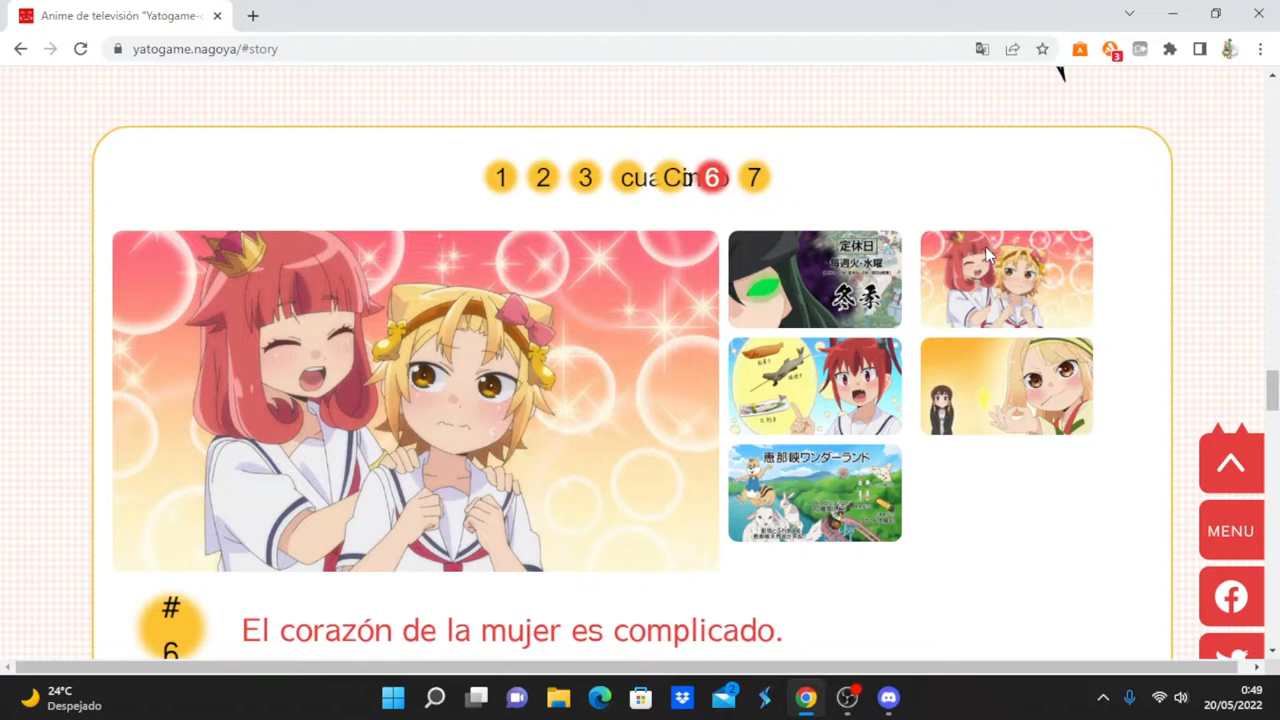 Anime de televisión "Yatogame-c
yatogame.nagoya/#story
3
1 2 3 cua Cin 6 7
定休日
毎週火・水曜
冬季
恵那峡ワンダーランド
#
6
El corazón de la mujer es complicado.
MENU
24°C
Despejado
2
0:49
20/05/2022